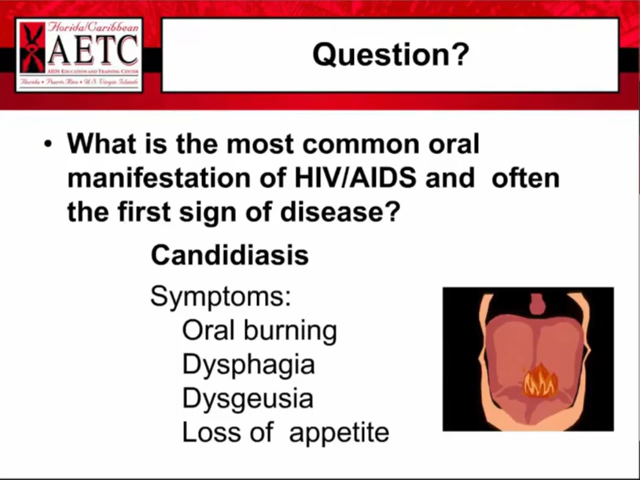 Florida/Caribbean
AETC
AIDS EDUCATION AND TRAINING CENTER
Florida • Puerto Rico • U.S. Virgin Islands
Question?
• What is the most common oral
manifestation of HIV/AIDS and often
the first sign of disease?
Candidiasis
Symptoms:
Oral burning
Dysphagia
Dysgeusia
Loss of appetite